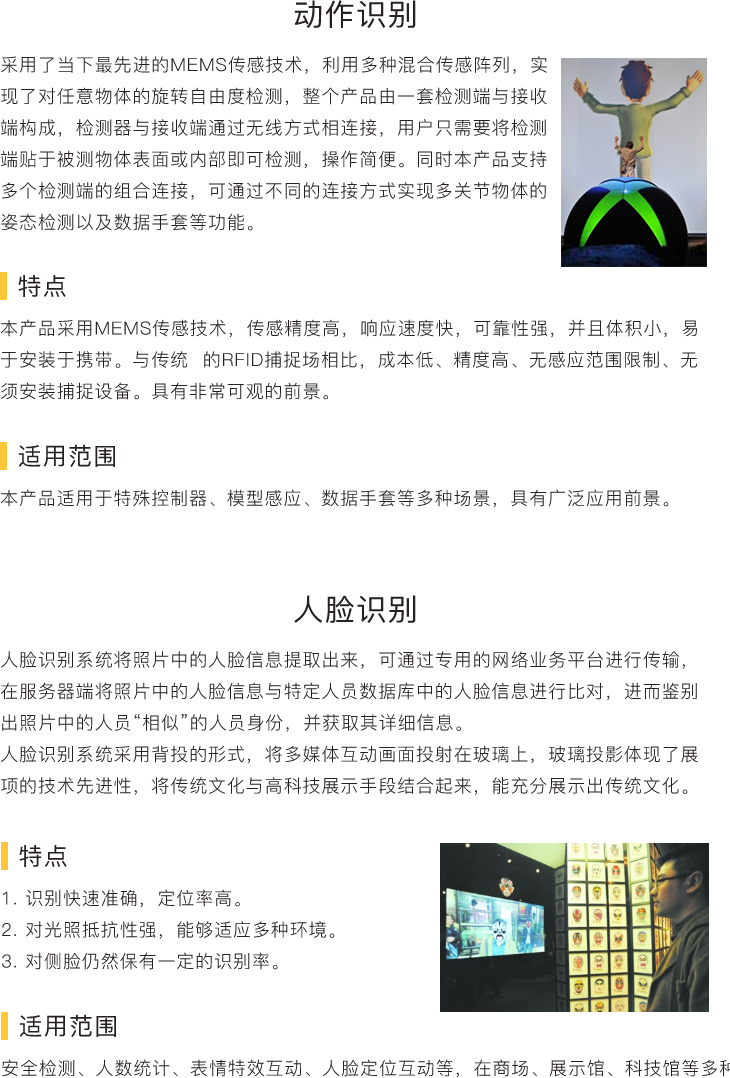 动作识别
采用了当下最先进的MEMS传感技术，利用多种混合传感阵列，实
现了对任意物体的旋转自由度检测，整个产品由一套检测端与接收
端构成，检测器与接收端通过无线方式相连接，用户只需要将检测
端贴于被测物体表面或内部即可检测，操作简便。同时本产品支持
多个检测端的组合连接，可通过不同的连接方式实现多关节物体的
姿态检测以及数据手套等功能。
特点
本产品采用MEMS传感技术，传感精度高，响应速度快，可靠性强，并且体积小，易
于安装于携带。与传统 的RFID捕捉场相比，成本低、精度高、无感应范围限制、无
须安装捕捉设备。具有非常可观的前景。
适用范围
本产品适用于特殊控制器、模型感应、数据手套等多种场景，具有广泛应用前景。
人脸识别
人脸识别系统将照片中的人脸信息提取出来，可通过专用的网络业务平台进行传输，
在服务器端将照片中的人脸信息与特定人员数据库中的人脸信息进行比对，进而鉴别
出照片中的人员“相似”的人员身份，并获取其详细信息。
人脸识别系统采用背投的形式，将多媒体互动画面投射在玻璃上，玻璃投影体现了展
项的技术先进性，将传统文化与高科技展示手段结合起来，能充分展示出传统文化。
特点
1. 识别快速准确，定位率高。
2. 对光照抵抗性强，能够适应多种环境。
3. 对侧脸仍然保有一定的识别率。
适用范围
安全检测、人数统计、表情特效互动、人脸定位互动等，在商场、展示馆、科技馆等多种